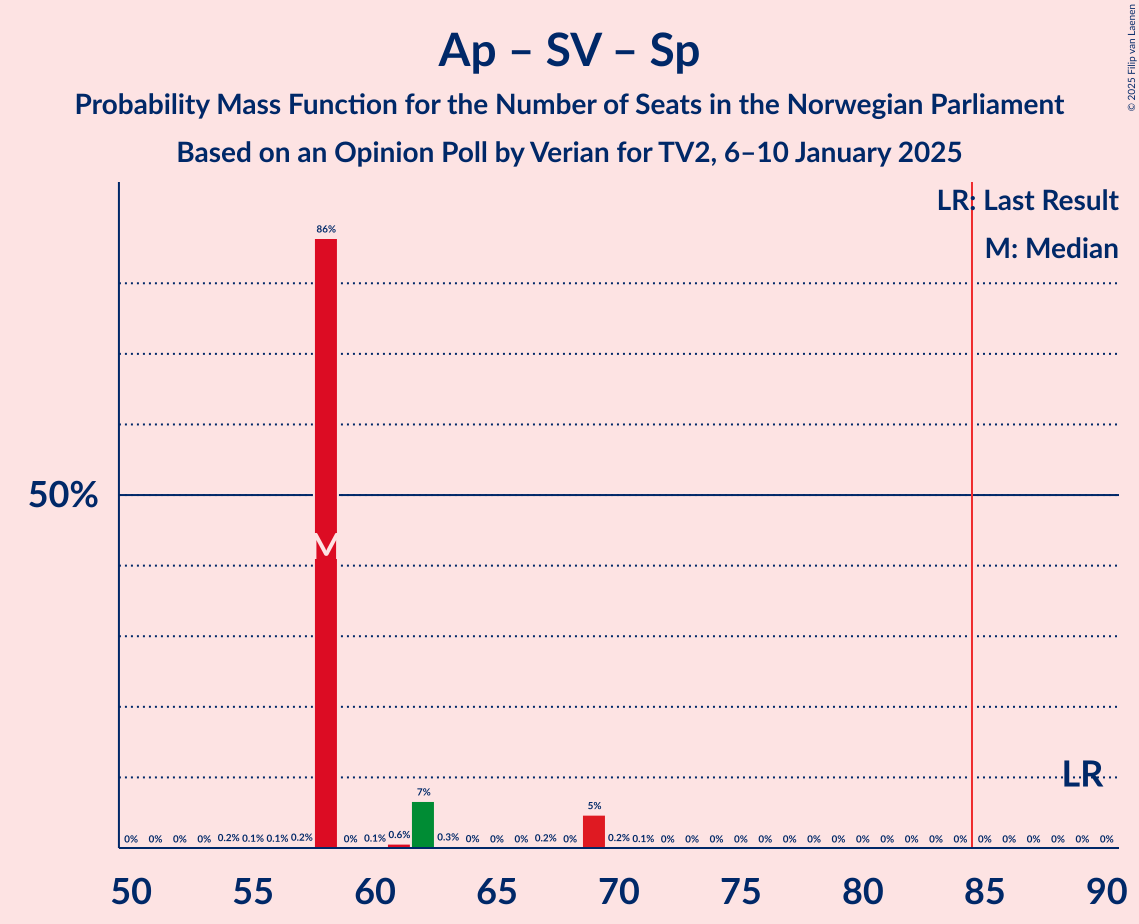 Ap – SV – Sp
Probability Mass Function for the Number of Seats in the Norwegian Parliament
Based on an Opinion Poll by Verian for TV2, 6–10 January 2025
© 2025 Filip van Laenen
LR: Last Result
M: Median
86%
50%
M
LR
7%
5%
0% 0% 0% 0% 0.2% 0.1% 0.1% 0.2% 0% 0.1% 0.6% 0.3% 0% 0% 0% 0.2% 0% 0.2% 0.1% 0% 0% 0% 0% 0% 0% 0% 0% 0% 0% 0% 0% 0% 0% 0% 0% 0% 0% 0%
50 55 60 65 70 75 80 85 90